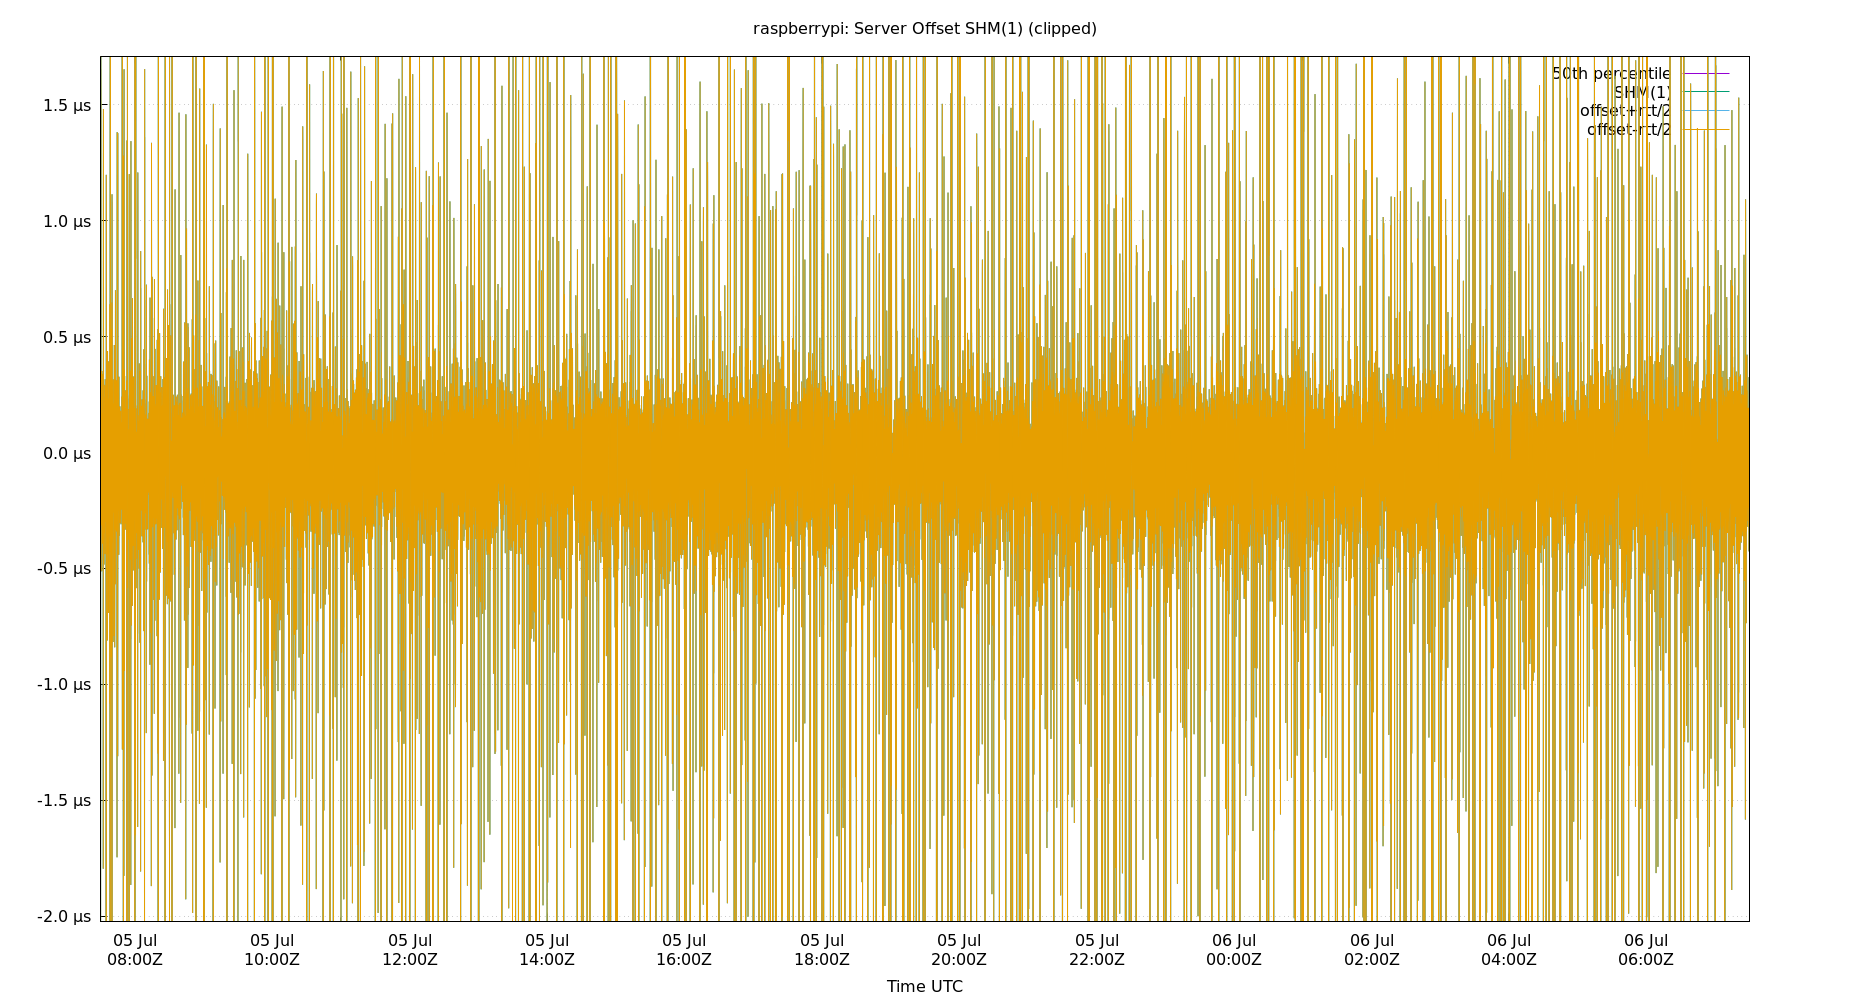 raspberrypi: Server Offset SHM(1) (clipped)
50th percentile
SHM(1)
offset+rtt/2
offset-rtt/2
1.5 µs
1.0 µs
0.5 µs
0.0 µs
-0.5 µs
-1.0 µs
-1.5 µs
-2.0 µs
05 Jul 05 Jul 05 Jul 05 Jul 05 Jul 05 Jul 05 Jul 05 Jul 06 Jul 06 Jul 06 Jul 06 Jul
08:00Z 10:00Z 12:00Z 14:00Z 16:00Z 18:00Z 20:00Z 22:00Z 00:00Z 02:00Z 04:00Z 06:00Z
Time UTC